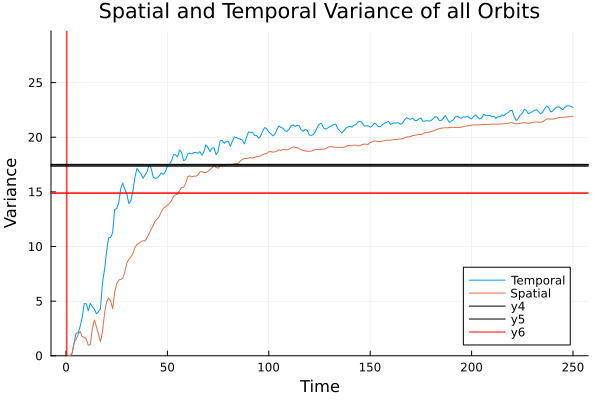 Spatial and Temporal Variance of all Orbits
Variance
25
20
15
10
5
0
Temporal
Spatial
y4
y5
y6
0 50 100 150 200 250
Time